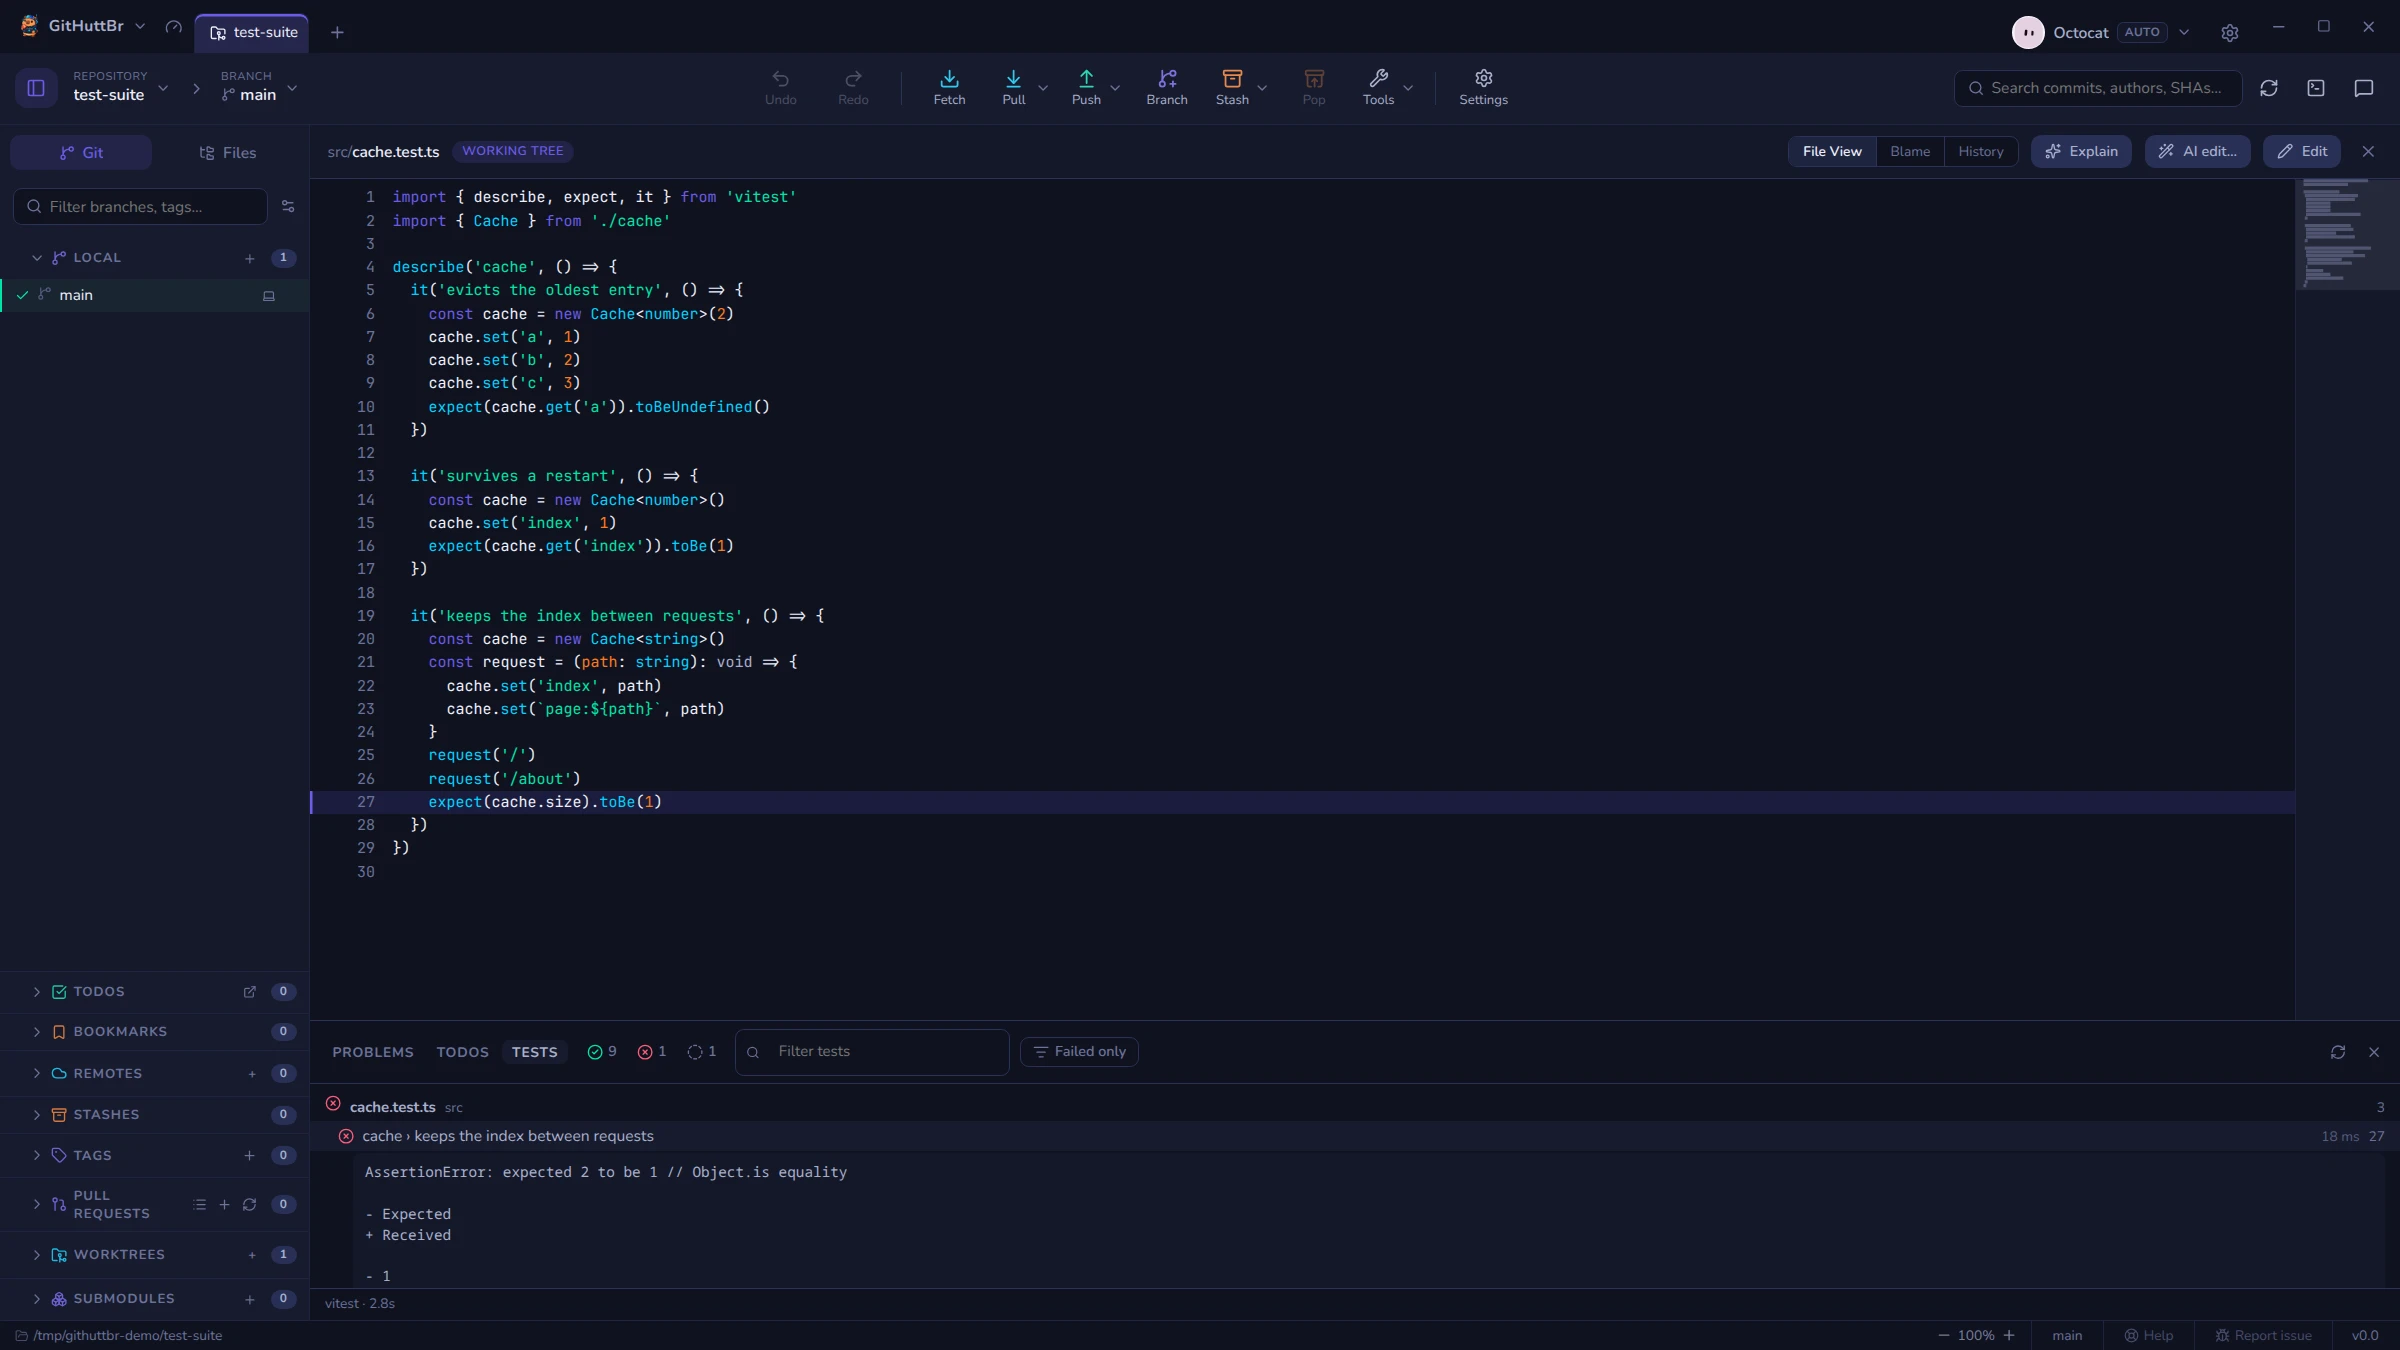 GitHuttBr
test-suite
Octocat AUTO
REPOSITORY
test-suite
BRANCH
main
Undo
Redo
Fetch
Pull
Push
Branch
Stash
Pop
Tools
Settings
Search commits, authors, SHAs...
Git
Files
src/cache.test.ts WORKING TREE
File View
Blame
History
Explain
AI edit...
Edit
Filter branches, tags...
LOCAL 1
main
1 import { describe, expect, it } from 'vitest'
2 import { Cache } from './cache'
3
4 describe('cache', () => {
5 it('evicts the oldest entry', () => {
6 const cache = new Cache<number>(2)
7 cache.set('a', 1)
8 cache.set('b', 2)
9 cache.set('c', 3)
10 expect(cache.get('a')).toBeUndefined()
11 })
12
13 it('survives a restart', () => {
14 const cache = new Cache<number>()
15 cache.set('index', 1)
16 expect(cache.get('index')).toBe(1)
17 })
18
19 it('keeps the index between requests', () => {
20 const cache = new Cache<string>()
21 const request = (path: string): void => {
22 cache.set('index', path)
23 cache.set(`page:${path}`, path)
24 }
25 request('/')
26 request('/about')
27 expect(cache.size).toBe(1)
28 })
29 })
30
TODOS 0
BOOKMARKS 0
REMOTES 0
STASHES 0
TAGS 0
PULL
REQUESTS 0
WORKTREES 1
SUBMODULES 0
PROBLEMS
TODOS
TESTS
9
1
1
Filter tests
Failed only
cache.test.ts src 3
cache › keeps the index between requests 18 ms 27
AssertionError: expected 2 to be 1 // Object.is equality
- Expected
+ Received
- 1
vitest · 2.8s
/tmp/githuttbr-demo/test-suite
100%
main
Help
Report issue
v0.0